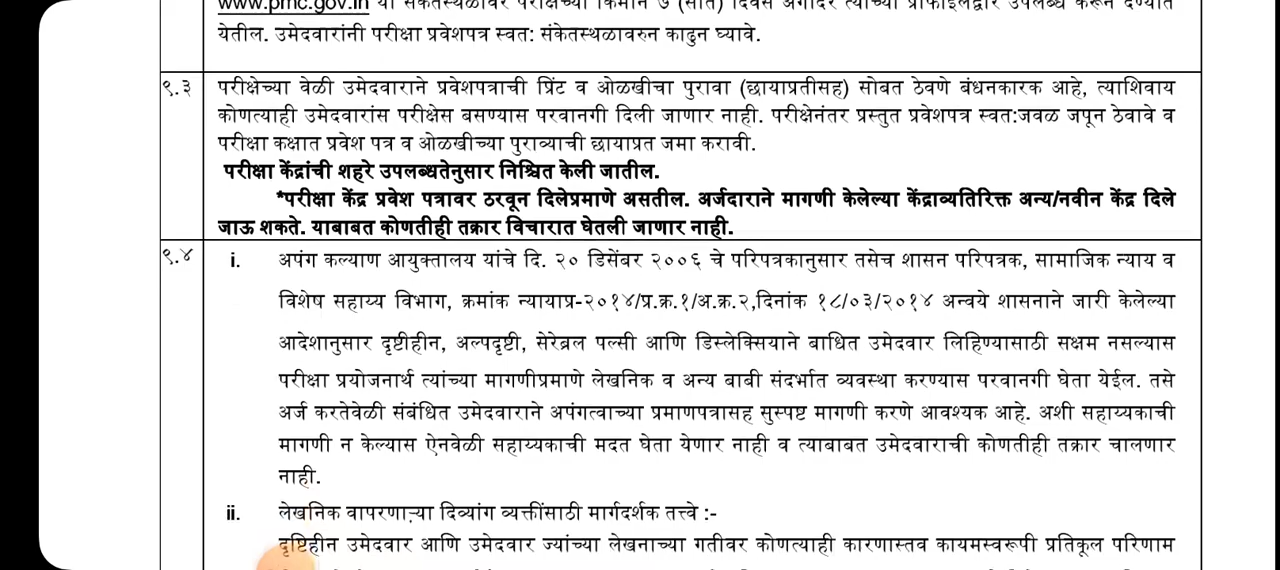 www.pmc.gov.in या संकेतस्थळावर परीक्षेच्या किमान ७ (सात) दिवस अगोदर त्यांच्या प्रोफाईलद्वारे उपलब्ध करून देण्यात
येतील. उमेदवारांनी परीक्षा प्रवेशपत्र स्वत: संकेतस्थळावरुन काढुन घ्यावे.
९.३ परीक्षेच्या वेळी उमेदवाराने प्रवेशपत्राची प्रिंट व ओळखीचा पुरावा (छायाप्रतीसह) सोबत ठेवणे बंधनकारक आहे, त्याशिवाय
कोणत्याही उमेदवारांस परीक्षेस बसण्यास परवानगी दिली जाणार नाही. परीक्षेनंतर प्रस्तुत प्रवेशपत्र स्वत:जवळ जपून ठेवावे व
परीक्षा कक्षात प्रवेश पत्र व ओळखीच्या पुराव्याची छायाप्रत जमा करावी.
परीक्षा केंद्रांची शहरे उपलब्धतेनुसार निश्चित केली जातील.
*परीक्षा केंद्र प्रवेश पत्रावर ठरवून दिलेप्रमाणे असतील. अर्जदाराने मागणी केलेल्या केंद्राव्यतिरिक्त अन्य/नवीन केंद्र दिले
जाऊ शकते. याबाबत कोणतीही तक्रार विचारात घेतली जाणार नाही.
९.४ i. अपंग कल्याण आयुक्तालय यांचे दि. २० डिसेंबर २००६ चे परिपत्रकानुसार तसेच शासन परिपत्रक, सामाजिक न्याय व
विशेष सहाय्य विभाग, क्रमांक न्यायाप्र-२०१४/प्र.क्र.१/अ.क्र.२,दिनांक १८/०३/२०१४ अन्वये शासनाने जारी केलेल्या
आदेशानुसार दृष्टीहीन, अल्पदृष्टी, सेरेब्रल पल्सी आणि डिस्लेक्सियाने बाधित उमेदवार लिहिण्यासाठी सक्षम नसल्यास
परीक्षा प्रयोजनार्थ त्यांच्या मागणीप्रमाणे लेखनिक व अन्य बाबी संदर्भात व्यवस्था करण्यास परवानगी घेता येईल. तसे
अर्ज करतेवेळी संबंधित उमेदवाराने अपंगत्वाच्या प्रमाणपत्रासह सुस्पष्ट मागणी करणे आवश्यक आहे. अशी सहाय्यकाची
मागणी न केल्यास ऐनवेळी सहाय्यकाची मदत घेता येणार नाही व त्याबाबत उमेदवाराची कोणतीही तक्रार चालणार
नाही.
ii. लेखनिक वापरणाऱ्या दिव्यांग व्यक्तींसाठी मार्गदर्शक तत्त्वे :-
दृष्टिहीन उमेदवार आणि उमेदवार ज्यांच्या लेखनाच्या गतीवर कोणत्याही कारणास्तव कायमस्वरूपी प्रतिकूल परिणाम